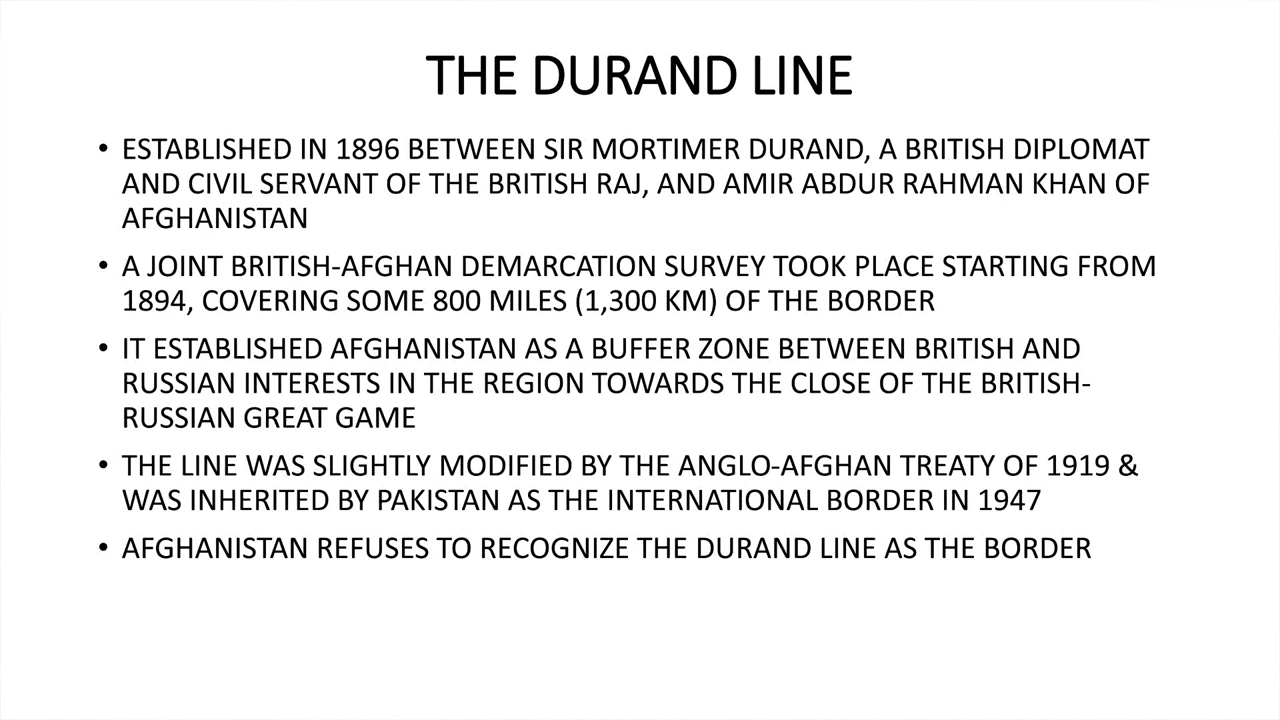 THE DURAND LINE
• ESTABLISHED IN 1896 BETWEEN SIR MORTIMER DURAND, A BRITISH DIPLOMAT
AND CIVIL SERVANT OF THE BRITISH RAJ, AND AMIR ABDUR RAHMAN KHAN OF
AFGHANISTAN
• A JOINT BRITISH-AFGHAN DEMARCATION SURVEY TOOK PLACE STARTING FROM
1894, COVERING SOME 800 MILES (1,300 KM) OF THE BORDER
• IT ESTABLISHED AFGHANISTAN AS A BUFFER ZONE BETWEEN BRITISH AND
RUSSIAN INTERESTS IN THE REGION TOWARDS THE CLOSE OF THE BRITISH-
RUSSIAN GREAT GAME
• THE LINE WAS SLIGHTLY MODIFIED BY THE ANGLO-AFGHAN TREATY OF 1919 &
WAS INHERITED BY PAKISTAN AS THE INTERNATIONAL BORDER IN 1947
• AFGHANISTAN REFUSES TO RECOGNIZE THE DURAND LINE AS THE BORDER